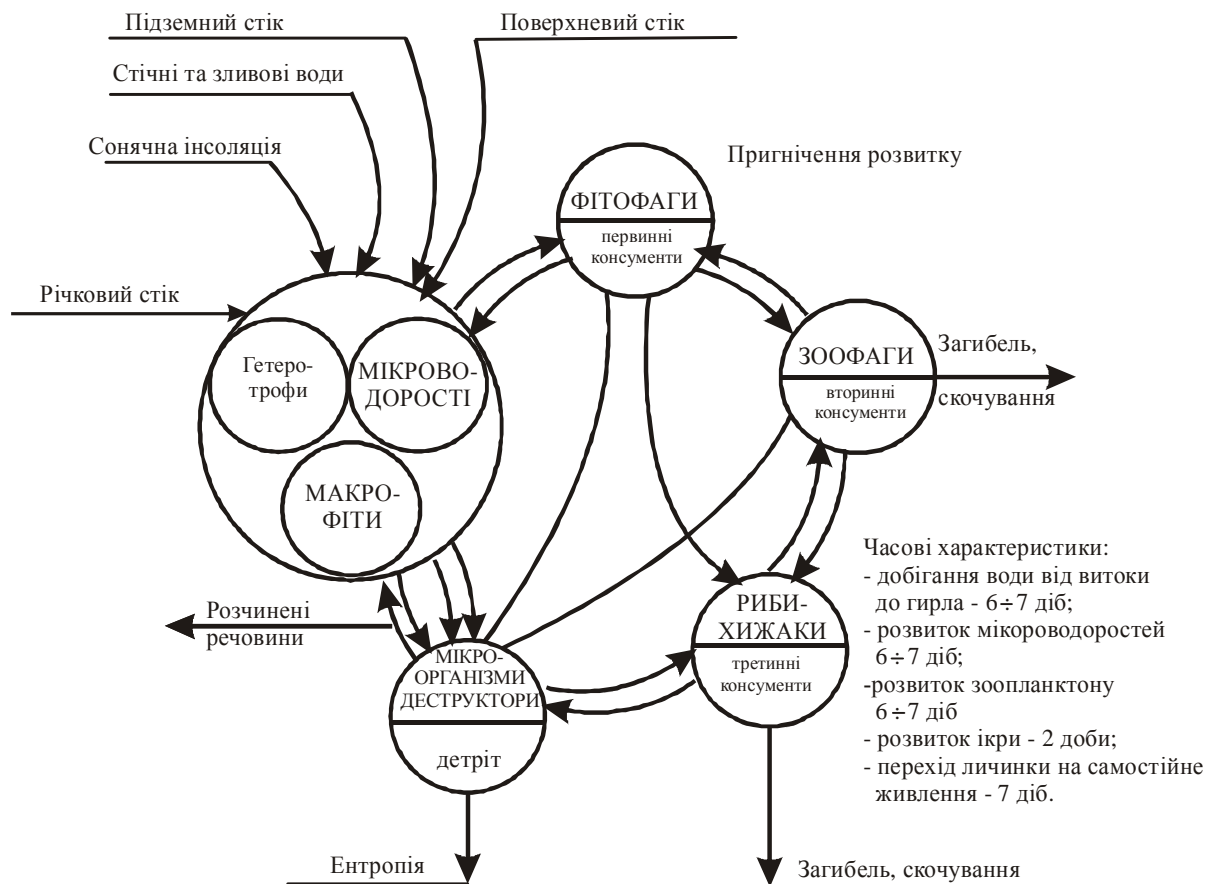 Підземний стік
Поверхневий стік
Стічні та зливові води
Сонячна інсоляція
Річковий стік
Пригнічення розвитку
ФІТОФАГИ
первинні
консументи
Гетеро-
трофи
МІКРОВО-
ДОРОСТІ
МАКРО-
ФІТИ
ЗООФАГИ
вторинні
консументи
Загибель,
скочування
Розчинені
речовини
МІКРО-
ОРГАНІЗМИ
ДЕСТРУКТОРИ
детріт
РИБИ-
ХИЖАКИ
третинні
консументи
Часові характеристики:
- добігання води від витоки
до гирла - 6÷7 діб;
- розвиток мікороводоростей
6÷7 діб;
-розвиток зоопланктону
6÷7 діб
- розвиток ікри - 2 доби;
- перехід личинки на самостійне
живлення - 7 діб.
Ентропія
Загибель, скочування